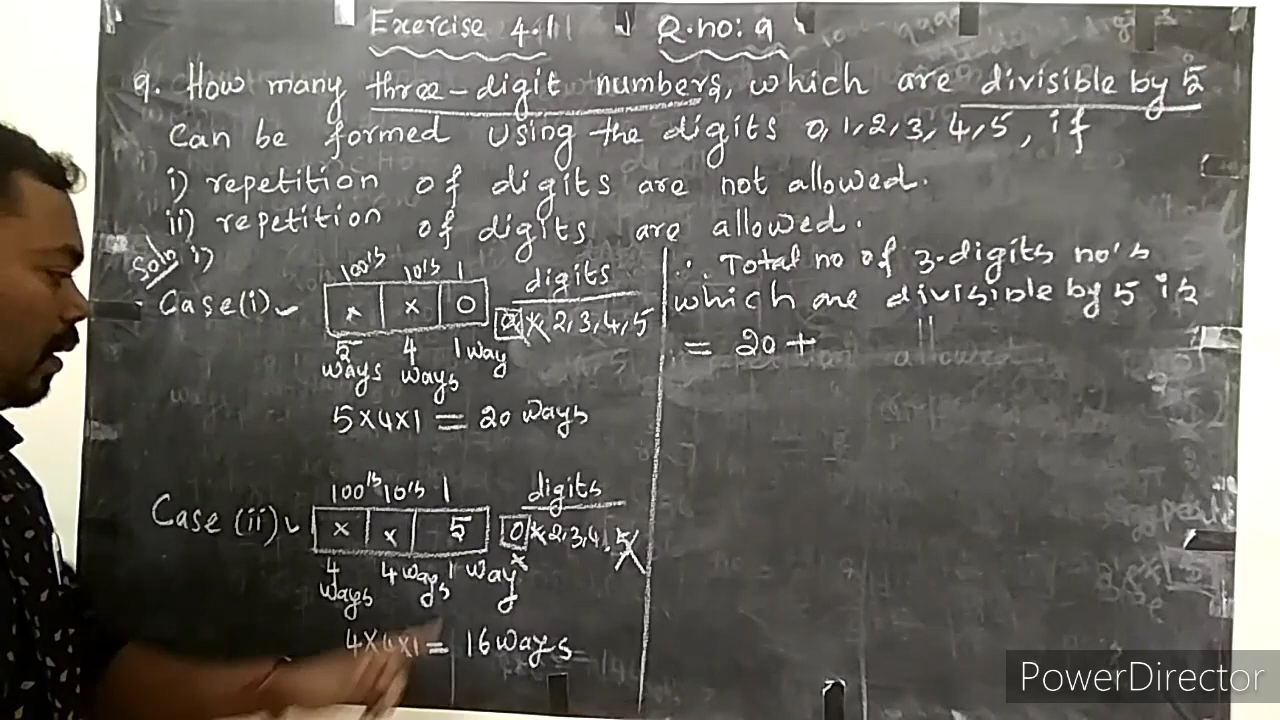 Exercise 4.1 Q.no: 9
9. How many three-digit numbers, which are divisible by 5
can be formed using the digits 0,1,2,3,4,5, if
i) repetition of digits are not allowed.
ii) repetition of digits are allowed.
Soln i)
Case(i)
100's 10's 1
x x 0
5 ways 4 ways 1 way
digits
0, 1, 2, 3, 4, 5
5x4x1 = 20 ways
Case (ii)
100's 10's 1
x x 5
4 ways 4 ways 1 way
digits
0 1, 2, 3, 4, 5
4x4x1 = 16 ways
∴ Total no of 3-digits no's
which are divisible by 5 is
= 20 +
PowerDirector